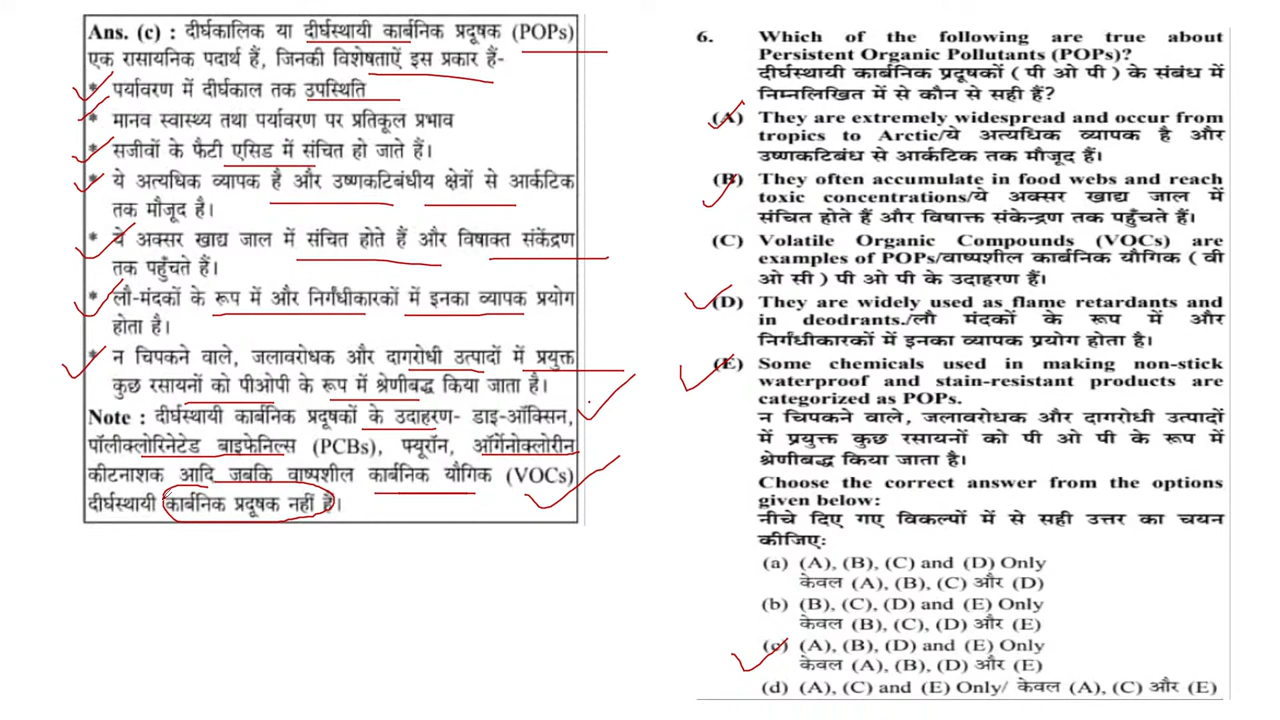 Ans. (c) : दीर्घकालिक या दीर्घस्थायी कार्बनिक प्रदूषक (POPs)
एक रासायनिक पदार्थ हैं, जिनकी विशेषताऐं इस प्रकार हैं-
* पर्यावरण में दीर्घकाल तक उपस्थिति
* मानव स्वास्थ्य तथा पर्यावरण पर प्रतिकूल प्रभाव
* सजीवों के फैटी एसिड में संचित हो जाते हैं।
* ये अत्यधिक व्यापक है और उष्णकटिबंधीय क्षेत्रों से आर्कटिक
तक मौजूद है।
* ये अक्सर खाद्य जाल में संचित होते हैं और विषाक्त संकेंद्रण
तक पहुँचते हैं।
* लौ-मंदकों के रूप में और निर्गंधीकारकों में इनका व्यापक प्रयोग
होता है।
* न चिपकने वाले, जलावरोधक और दागरोधी उत्पादों में प्रयुक्त
कुछ रसायनों को पीओपी के रूप में श्रेणीबद्ध किया जाता है।
Note : दीर्घस्थायी कार्बनिक प्रदूषकों के उदाहरण- डाइ-ऑक्सिन,
पॉलीक्लोरिनेटेड बाइफेनिल्स (PCBs), फ्यूरॉन, ऑर्गेनोक्लोरीन
कीटनाशक आदि जबकि वाष्पशील कार्बनिक यौगिक (VOCs)
दीर्घस्थायी कार्बनिक प्रदूषक नहीं है।
6. Which of the following are true about
Persistent Organic Pollutants (POPs)?
दीर्घस्थायी कार्बनिक प्रदूषकों (पी ओ पी) के संबंध में
निम्नलिखित में से कौन से सही हैं?
(A) They are extremely widespread and occur from
tropics to Arctic/ये अत्यधिक व्यापक है और
उष्णकटिबंध से आर्कटिक तक मौजूद हैं।
(B) They often accumulate in food webs and reach
toxic concentrations/ये अक्सर खाद्य जाल में
संचित होते हैं और विषाक्त संकेन्द्रण तक पहुँचते हैं।
(C) Volatile Organic Compounds (VOCs) are
examples of POPs/वाष्पशील कार्बनिक यौगिक (वी
ओ सी) पी ओ पी के उदाहरण हैं।
(D) They are widely used as flame retardants and
in deodrants./लौ मंदकों के रूप में और
निर्गंधीकारकों में इनका व्यापक प्रयोग होता है।
(E) Some chemicals used in making non-stick
waterproof and stain-resistant products are
categorized as POPs.
न चिपकने वाले, जलावरोधक और दागरोधी उत्पादों
में प्रयुक्त कुछ रसायनों को पी ओ पी के रूप में
श्रेणीबद्ध किया जाता है।
Choose the correct answer from the options
given below:
नीचे दिए गए विकल्पों में से सही उत्तर का चयन
कीजिए:
(a) (A), (B), (C) and (D) Only
केवल (A), (B), (C) और (D)
(b) (B), (C), (D) and (E) Only
केवल (B), (C), (D) और (E)
(c) (A), (B), (D) and (E) Only
केवल (A), (B), (D) और (E)
(d) (A), (C) and (E) Only/ केवल (A), (C) और (E)